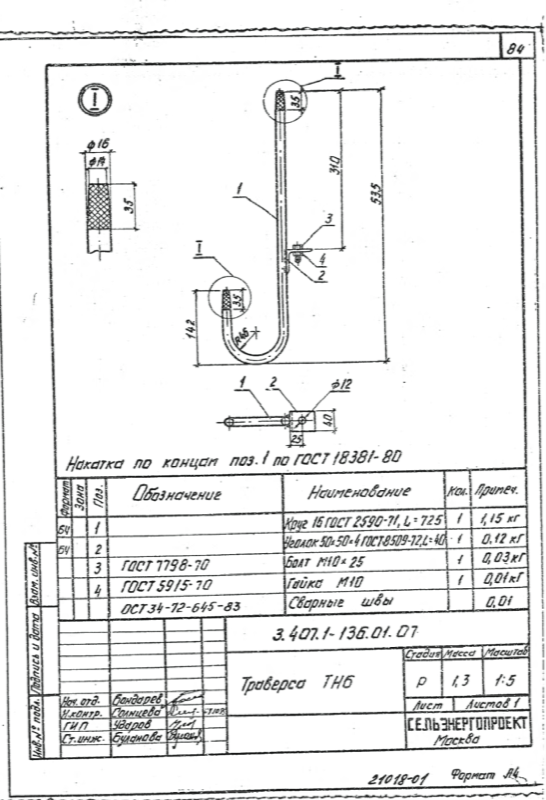 84
I
I
ф16
ф14
35
35
310
535
1
3
4
2
I
35
142
R46
1
2
ф12
40
25
Накатка по концам поз. 1 по ГОСТ 18381-80
Формат Зона Поз. Обозначение Наименование Кол. Примеч.
БЧ 1 Круг 16 ГОСТ 2590-71, L=725 1 1,15 кг
БЧ 2 Уголок 50×50×4 ГОСТ 8509-72, L=40 1 0,12 кг
3 ГОСТ 7798-70 Болт М10×25 1 0,03 кг
4 ГОСТ 5915-70 Гайка М10 1 0,01 кг
ОСТ 34-72-645-83 Сварные швы 0,01
3.407.1-136.01.07
Траверса ТН6
Стадия Масса Масштаб
Р 1,3 1:5
Лист Листов 1
Нач. отд. Бондарев
Н.контр. Солнцева
ГИП Ударов
Ст. инж. Буланова
СЕЛЬЭНЕРГОПРОЕКТ
Москва
Инв.№ подл. Подпись и дата Взам. инв.№
21018-01 Формат А4